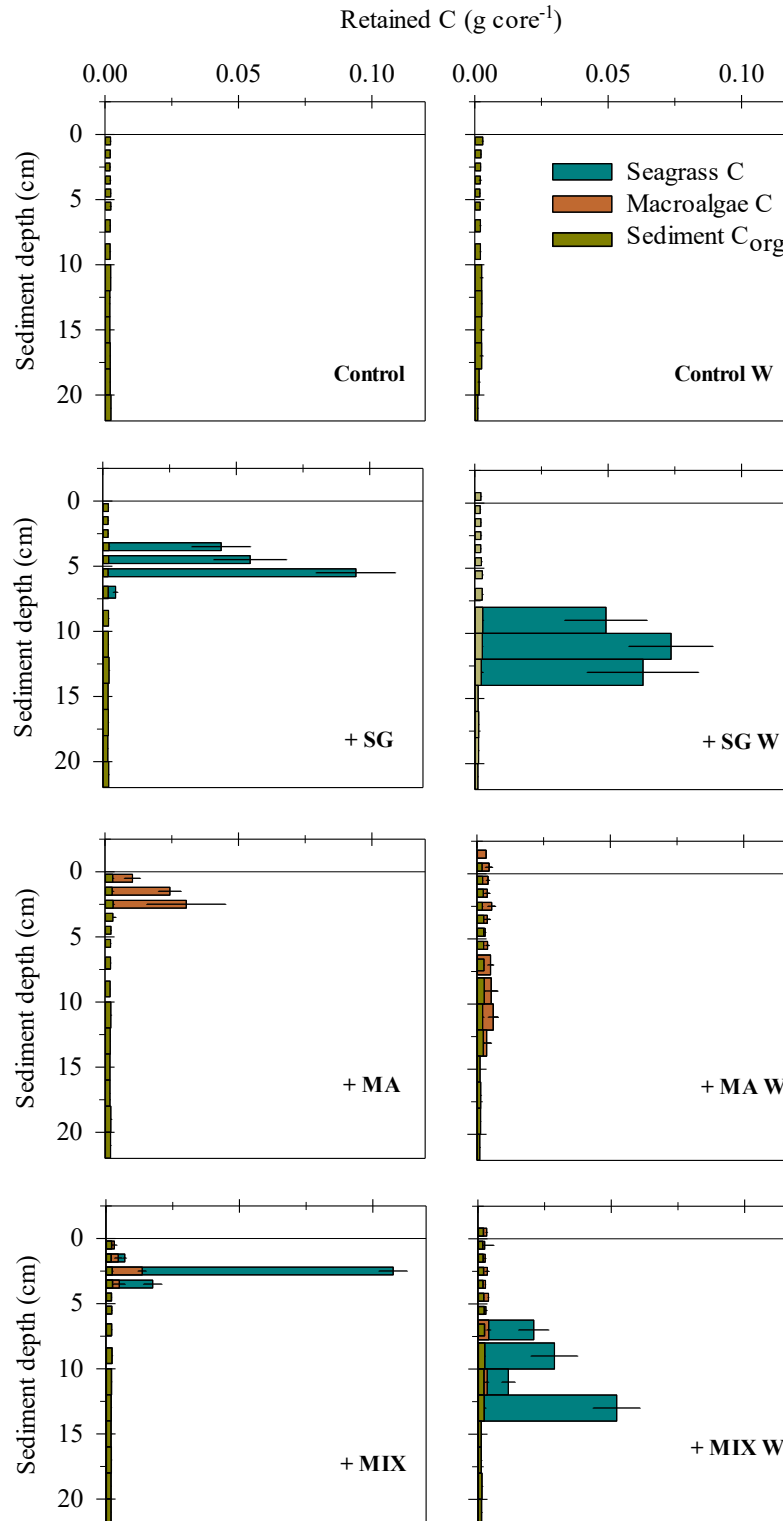 Retained C (g core-1)
0.00 0.05 0.10 0.00 0.05 0.10
Sediment depth (cm)
0
5
10
15
20
Seagrass C
Macroalgae C
Sediment Corg
Control
Control W
Sediment depth (cm)
0
5
10
15
20
+ SG
+ SG W
Sediment depth (cm)
0
5
10
15
20
+ MA
+ MA W
Sediment depth (cm)
0
5
10
15
20
+ MIX
+ MIX W